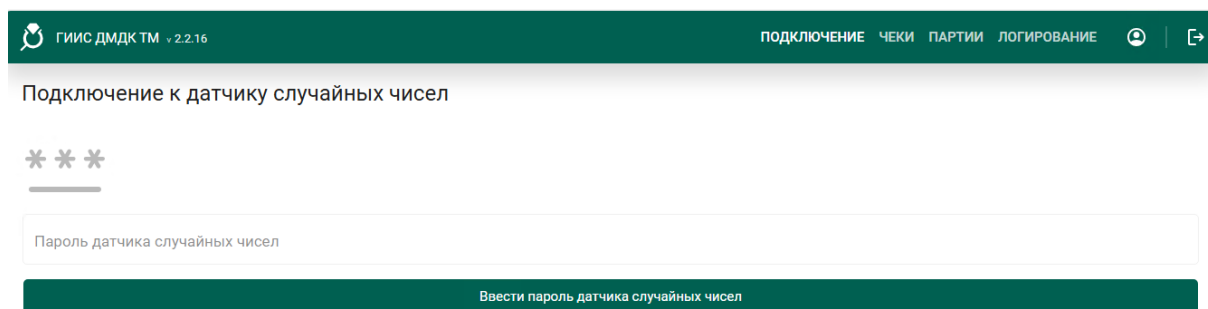 ГИИС ДМДК ТМ v 2.2.16 ПОДКЛЮЧЕНИЕ ЧЕКИ ПАРТИИ ЛОГИРОВАНИЕ
Подключение к датчику случайных чисел
***
Пароль датчика случайных чисел
Ввести пароль датчика случайных чисел